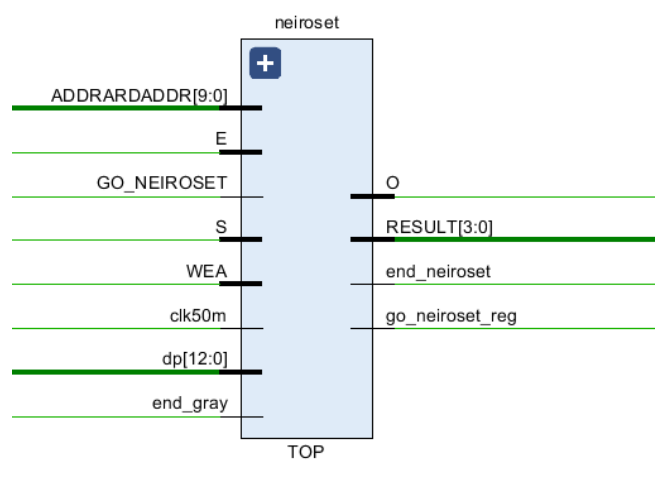 neiroset
+
ADDRARDADDR[9:0]
E
GO_NEIROSET
O
S
RESULT[3:0]
WEA
end_neiroset
clk50m
go_neiroset_reg
dp[12:0]
end_gray
TOP